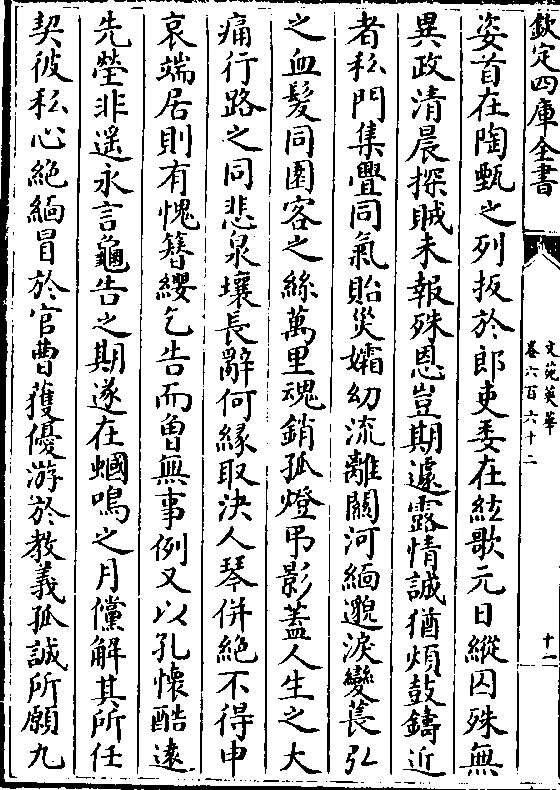 欽定四庫全書
文苑英華
卷六百六十二
十一
姿首在陶甄之列扳於郎吏委在絃歌元日縱囚殊無
異政清晨探賊未報殊恩豈期遽露情誠猶煩鼓鑄近
者私門集舋同氣貽災孀幼流離關河緬邈淚變萇弘
之血髮同園客之絲萬里魂銷孤燈弔影蓋人生之大
痛行路之同悲泉壤長辭何緣取決人琴併絕不得申
哀端居則有愧簪纓乞告而曾無事例又以孔懷酷遠
先塋非遥永言龜告之期遂在蟈鳴之月儻解其所任
契彼私心絶緬冒於官曹獲優游於教義孤誠所願九